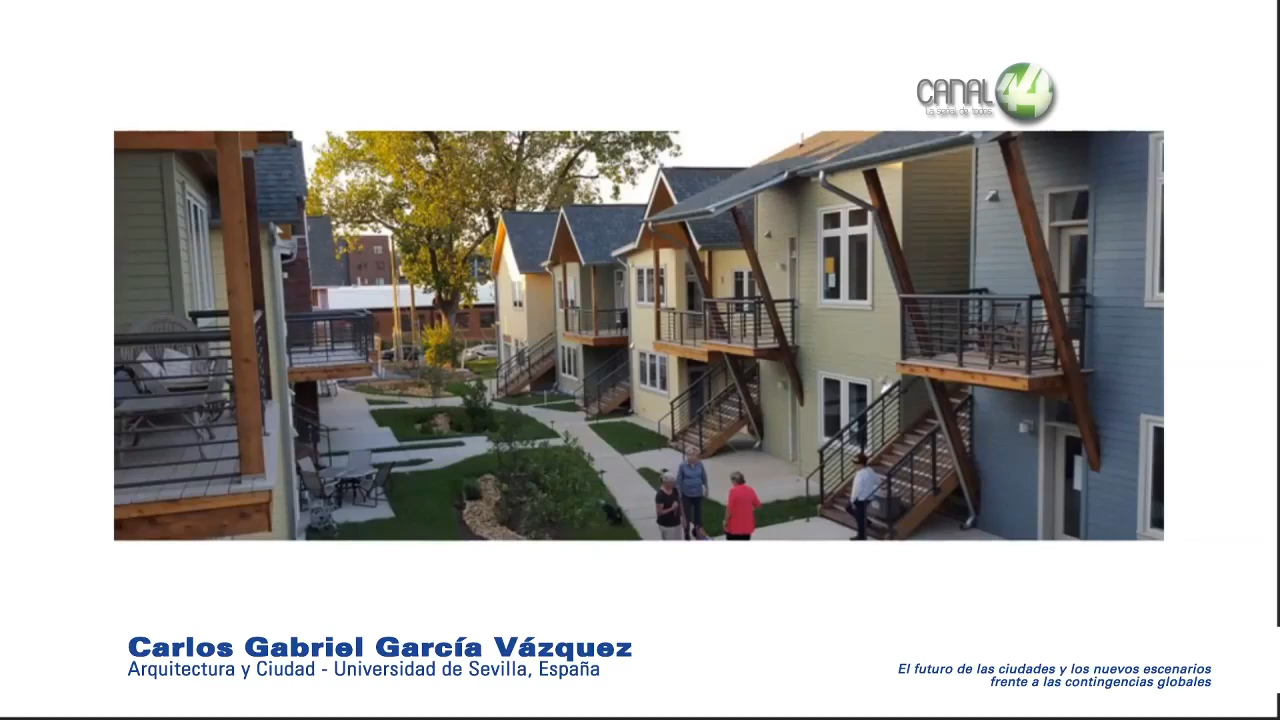 CANAL 44
La señal de todos
Carlos Gabriel García Vázquez
Arquitectura y Ciudad - Universidad de Sevilla, España
El futuro de las ciudades y los nuevos escenarios
frente a las contingencias globales